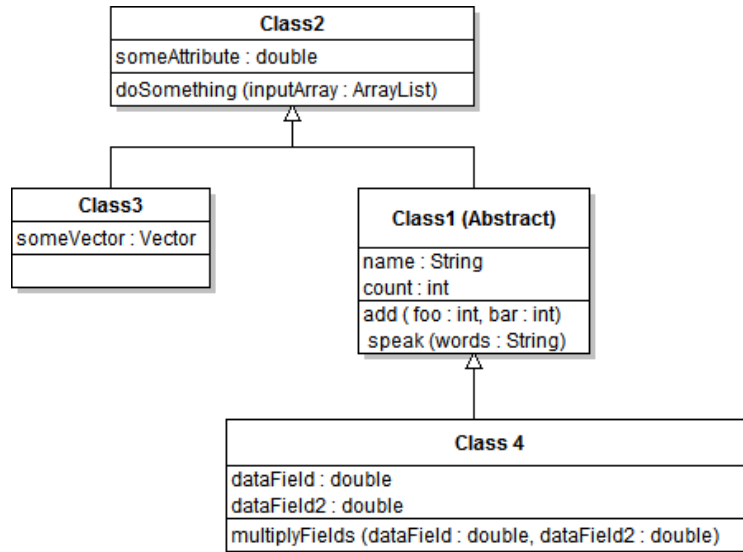 Class2
someAttribute : double
doSomething (inputArray : ArrayList)
Class3
someVector : Vector
Class1 (Abstract)
name : String
count : int
add ( foo : int, bar : int)
speak (words : String)
Class 4
dataField : double
dataField2 : double
multiplyFields (dataField : double, dataField2 : double)